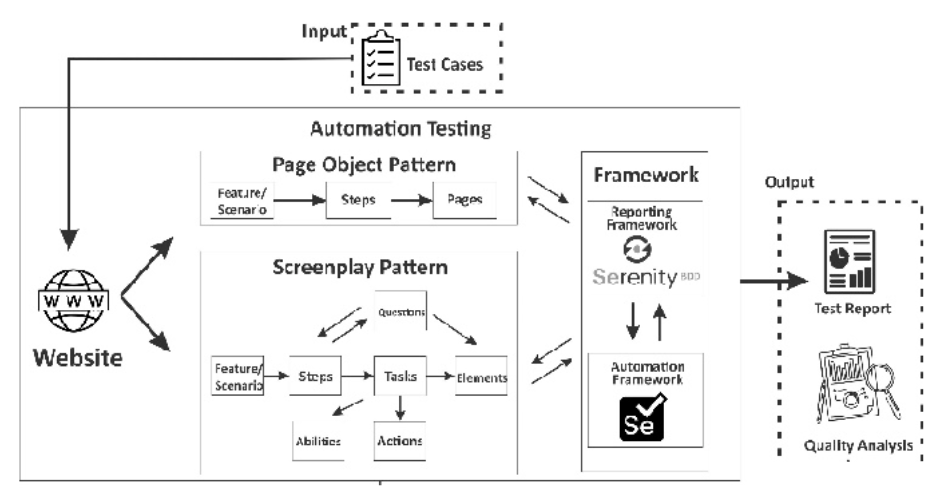 Input
Test Cases
Automation Testing
Page Object Pattern
Feature/
Scenario
Steps
Pages
Screenplay Pattern
Questions
Feature/
Scenario
Steps
Tasks
Elements
Abilities
Actions
WWW
Website
Framework
Reporting
Framework
Serenity BDD
Automation
Framework
Se
Output
Test Report
Quality Analysis